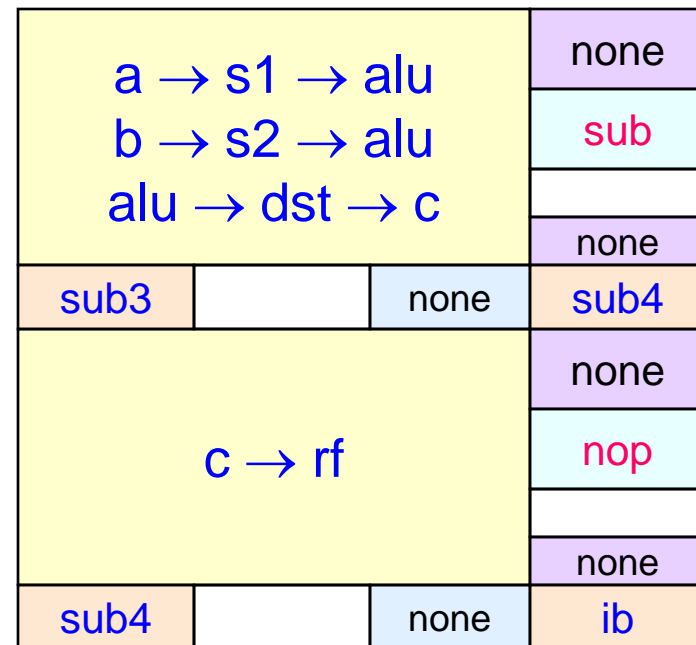 a → s1 → alu
b → s2 → alu
alu → dst → c
none
sub
none
sub3
none
sub4
c → rf
none
nop
none
sub4
none
ib